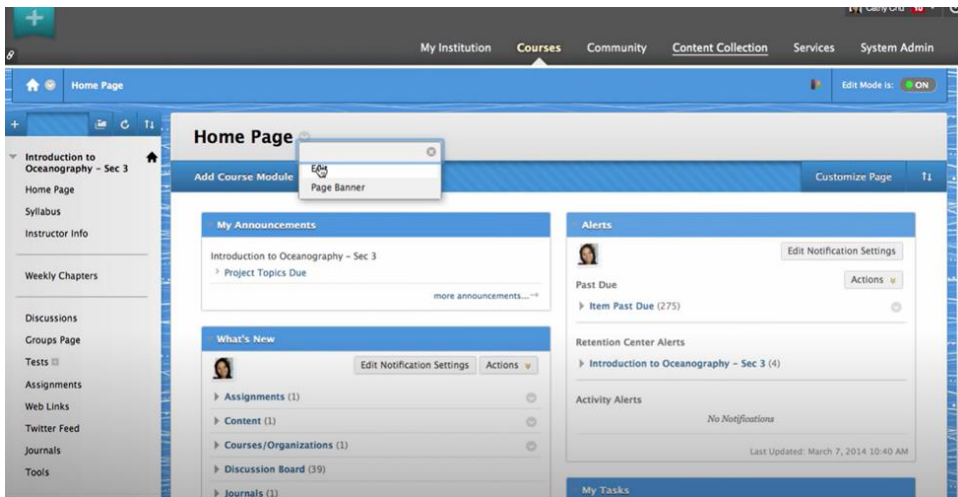 My Institution Courses Community Content Collection Services System Admin
Home Page Edit Mode is: ON
Home Page
Introduction to
Oceanography – Sec 3
Home Page
Syllabus
Instructor Info
Weekly Chapters
Discussions
Groups Page
Tests
Assignments
Web Links
Twitter Feed
Journals
Tools
Page Banner
Add Course Module Customize Page
My Announcements
Introduction to Oceanography – Sec 3
Project Topics Due
more announcements...
What's New
Edit Notification Settings Actions
Assignments (1)
Content (1)
Courses/Organizations (1)
Discussion Board (39)
Journals (1)
Alerts
Edit Notification Settings
Actions
Past Due
Item Past Due (275)
Retention Center Alerts
Introduction to Oceanography – Sec 3 (4)
Activity Alerts
No Notifications
Last Updated: March 7, 2014 10:40 AM
My Tasks